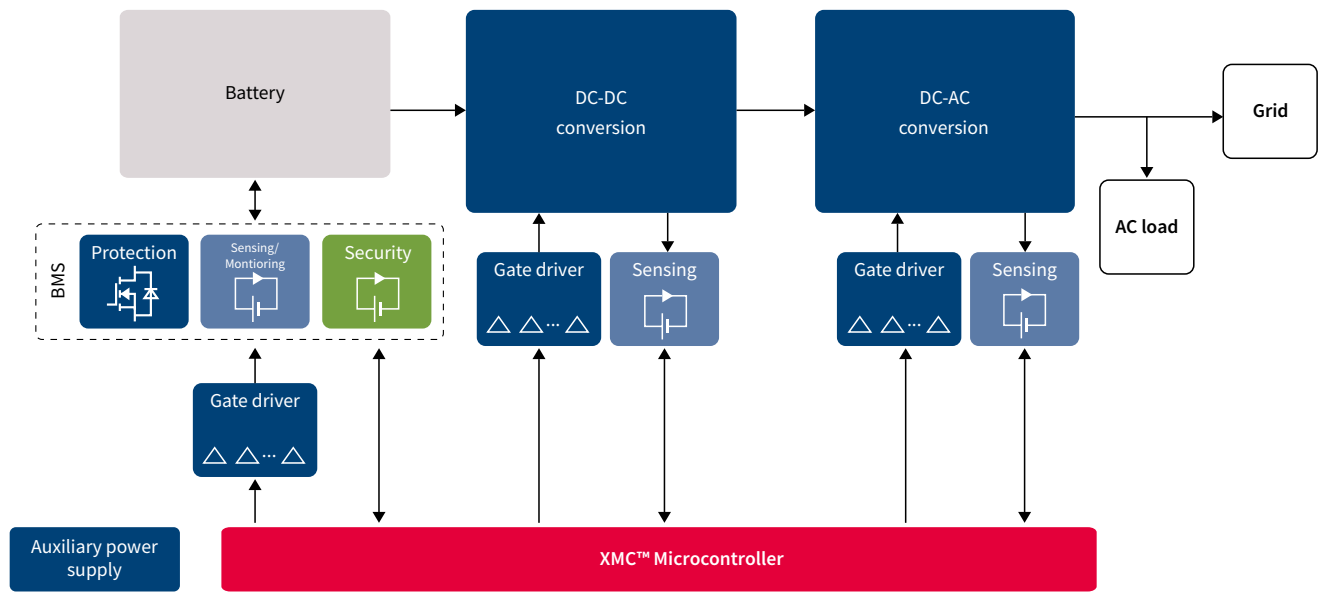 Battery
DC-DC
conversion
DC-AC
conversion
Grid
AC load
BMS
Protection
Sensing/
Montioring
Security
Gate driver
...
Sensing
Gate driver
...
Sensing
Gate driver
...
Auxiliary power
supply
XMC™ Microcontroller